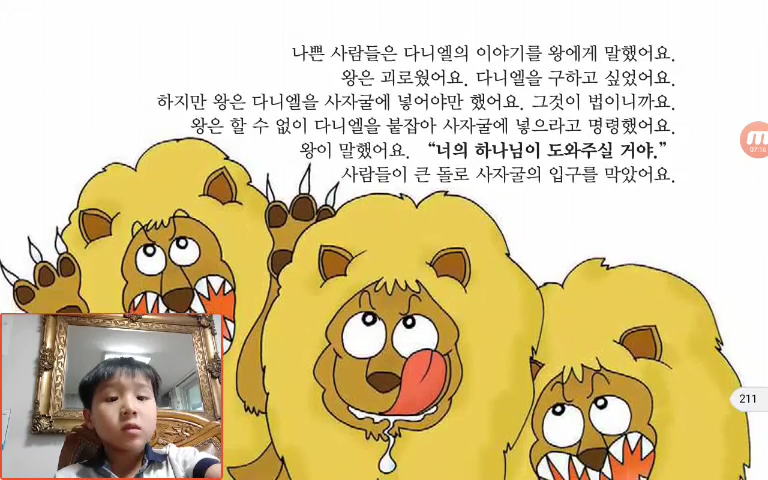 나쁜 사람들은 다니엘의 이야기를 왕에게 말했어요.
왕은 괴로웠어요. 다니엘을 구하고 싶었어요.
하지만 왕은 다니엘을 사자굴에 넣어야만 했어요. 그것이 법이니까요.
왕은 할 수 없이 다니엘을 붙잡아 사자굴에 넣으라고 명령했어요.
왕이 말했어요. “너의 하나님이 도와주실 거야.”
사람들이 큰 돌로 사자굴의 입구를 막았어요.
07:16
211